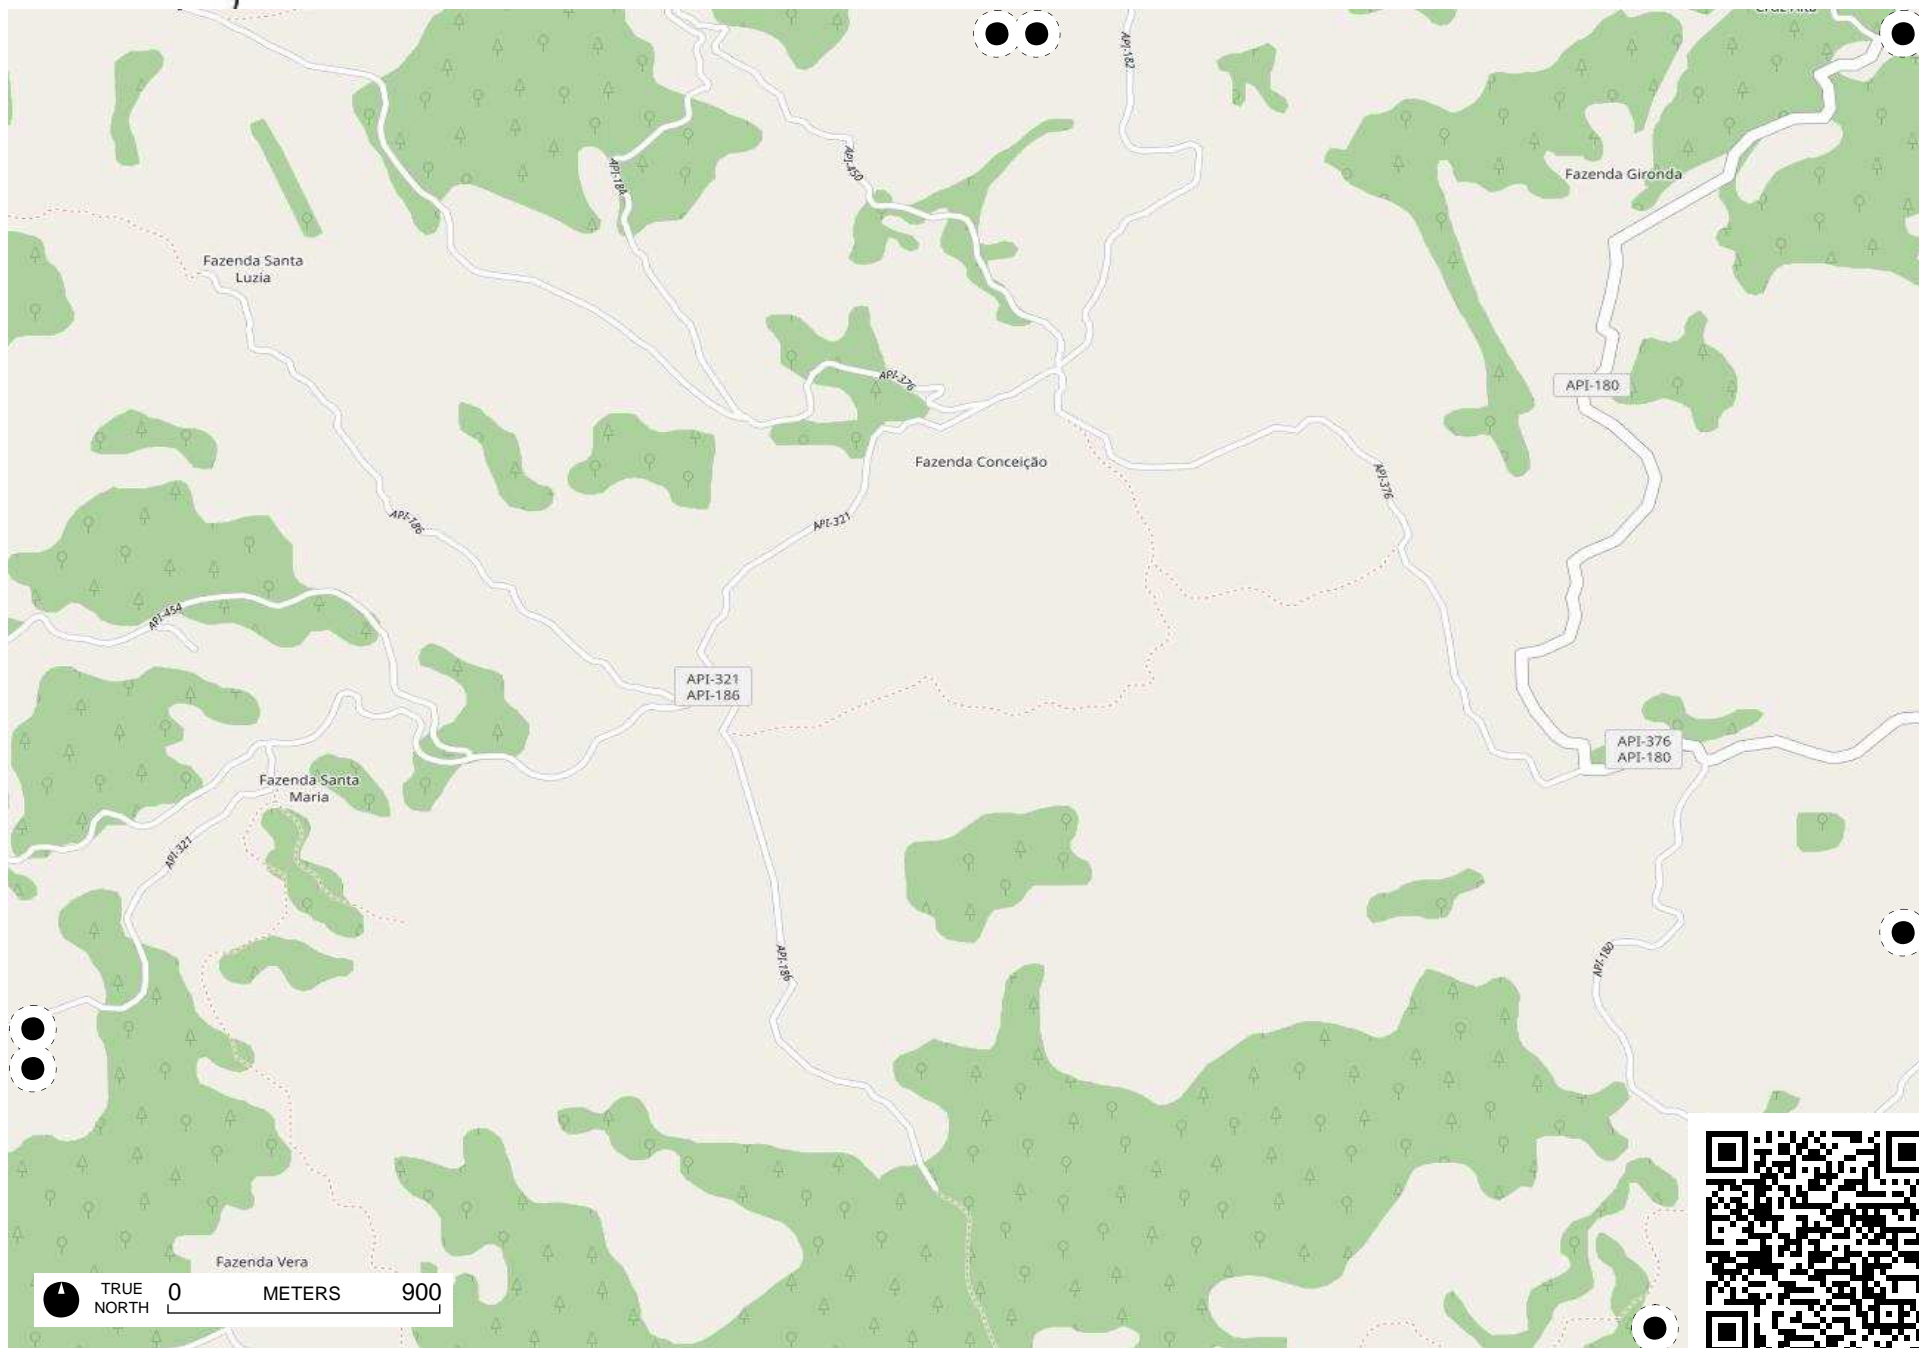 API-182
API-450
API-184
Fazenda Gironda
Fazenda Santa
Luzia
API-376
API-180
Fazenda Conceição
API-376
API-186
API-321
API-454
API-321
API-186
API-376
API-180
Fazenda Santa
Maria
API-321
API-186
API-180
Fazenda Vera
TRUE
NORTH
0 METERS 900